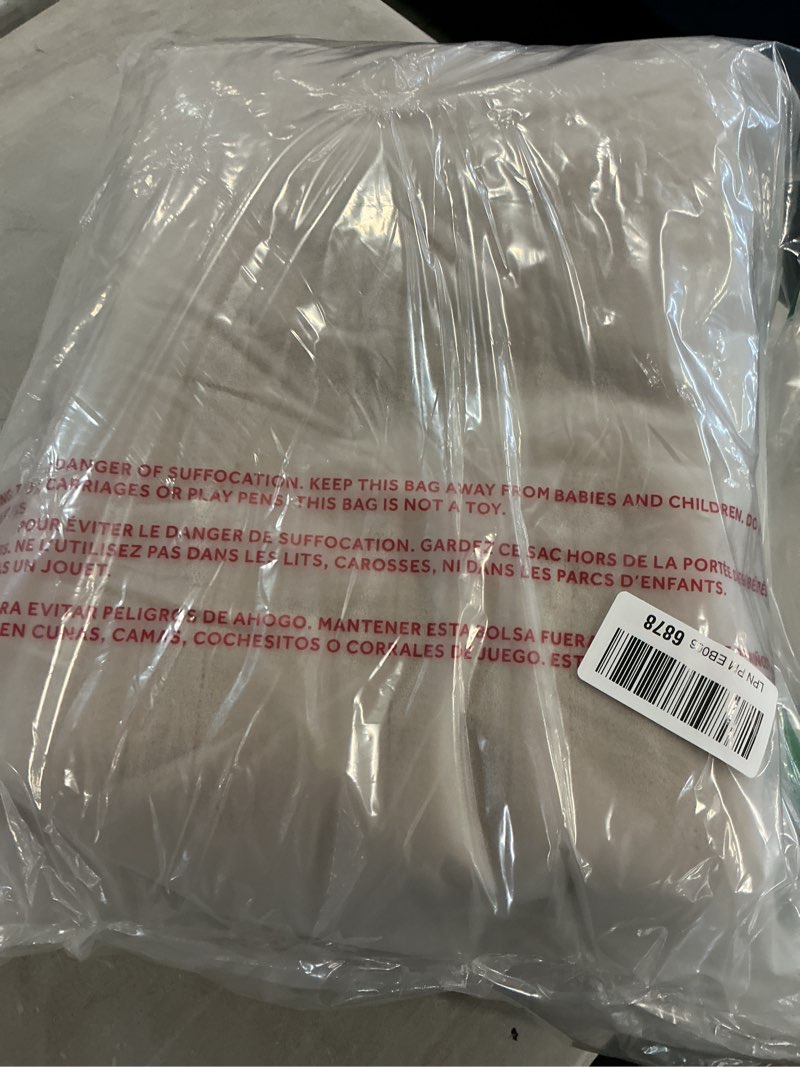 DANGER OF SUFFOCATION. KEEP THIS BAG AWAY FROM BABIES AND CHILDREN. DO
CARRIAGES OR PLAY PENS. THIS BAG IS NOT A TOY.
POUR ÉVITER LE DANGER DE SUFFOCATION. GARDEZ CE SAC HORS DE LA PORTÉE
NE L'UTILISEZ PAS DANS LES LITS, CAROSSES, NI DANS LES PARCS D'ENFANTS.
UN JOUET.
RA EVITAR PELIGROS DE AHOGO. MANTENER ESTA BOLSA FUERA
EN CUNAS, CAMAS, COCHESITOS O CORRALES DE JUEGO. EST
LPN 6878